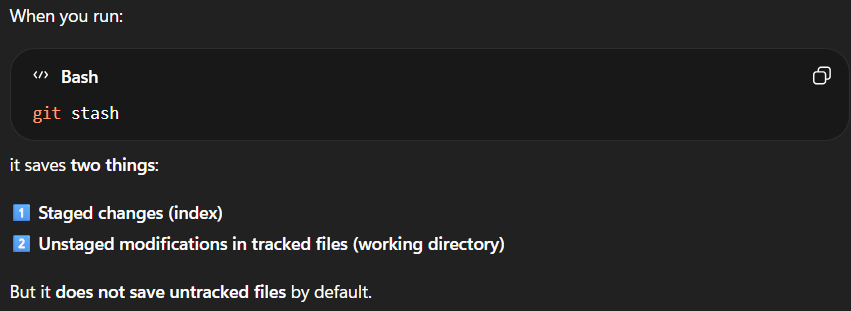 When you run:
</> Bash
git stash
it saves two things:
1️⃣ Staged changes (index)
2️⃣ Unstaged modifications in tracked files (working directory)
But it does not save untracked files by default.